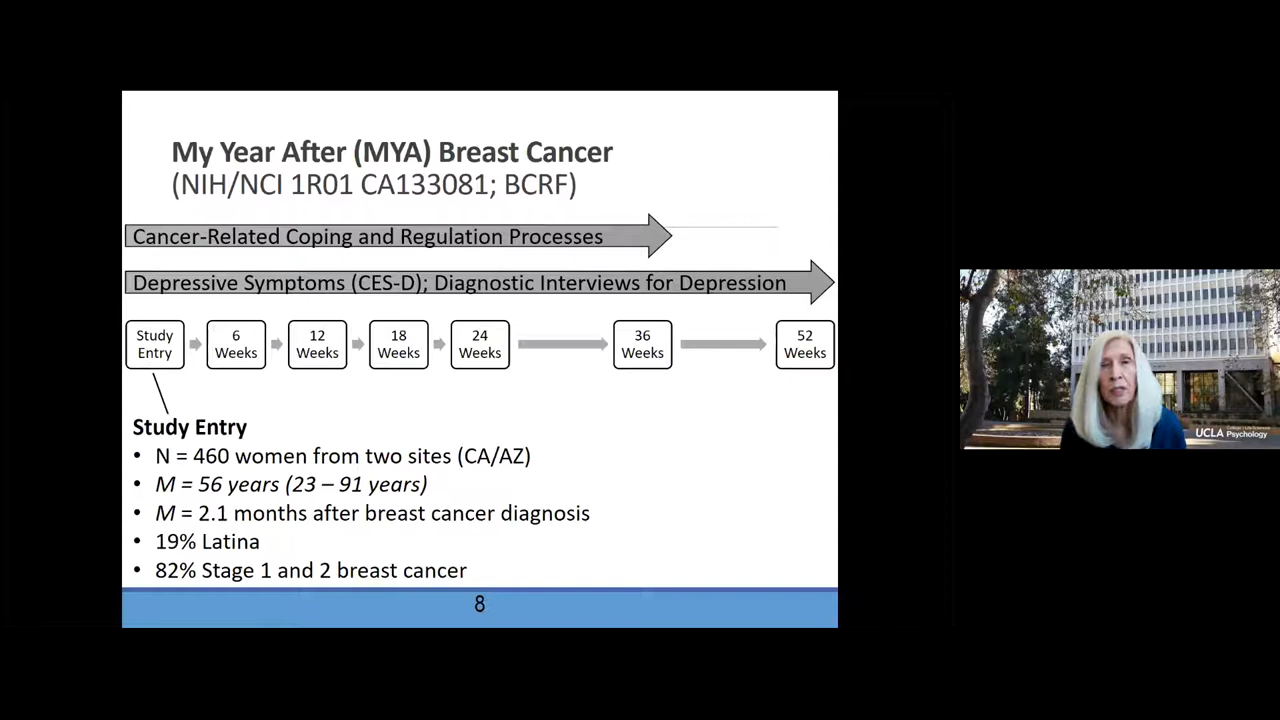 My Year After (MYA) Breast Cancer
(NIH/NCI 1R01 CA133081; BCRF)
Cancer-Related Coping and Regulation Processes
Depressive Symptoms (CES-D); Diagnostic Interviews for Depression
Study
Entry
6
Weeks
12
Weeks
18
Weeks
24
Weeks
36
Weeks
52
Weeks
Study Entry
• N = 460 women from two sites (CA/AZ)
• M = 56 years (23 – 91 years)
• M = 2.1 months after breast cancer diagnosis
• 19% Latina
• 82% Stage 1 and 2 breast cancer
8
UCLA Psychology